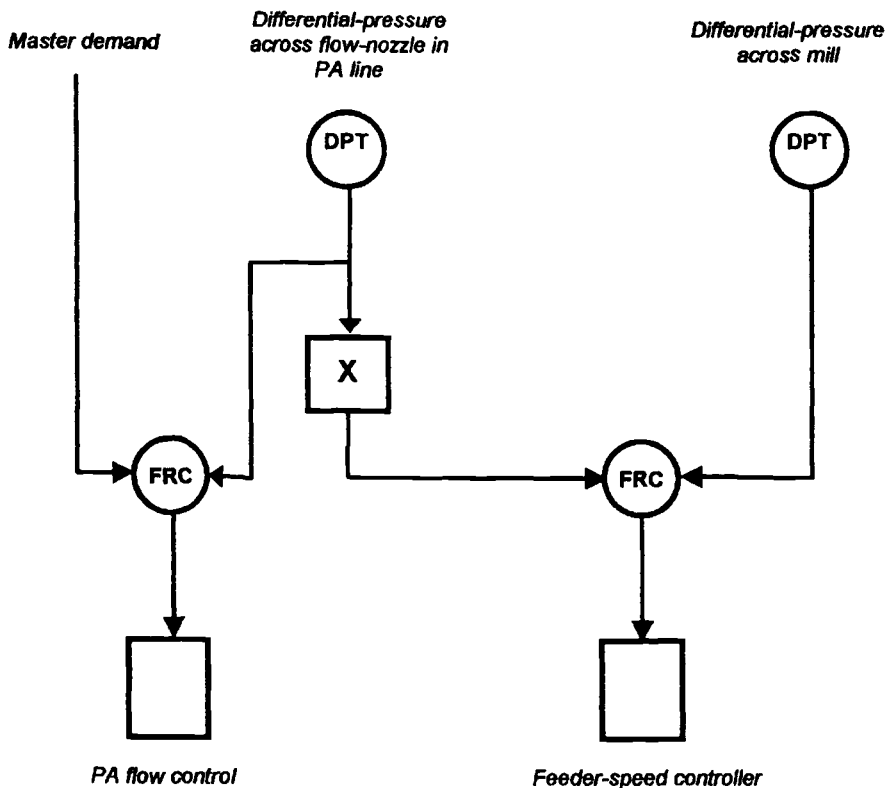 Master demand
Differential-pressure
across flow-nozzle in
PA line
Differential-pressure
across mill
DPT
DPT
X
FRC
FRC
PA flow control
Feeder-speed controller